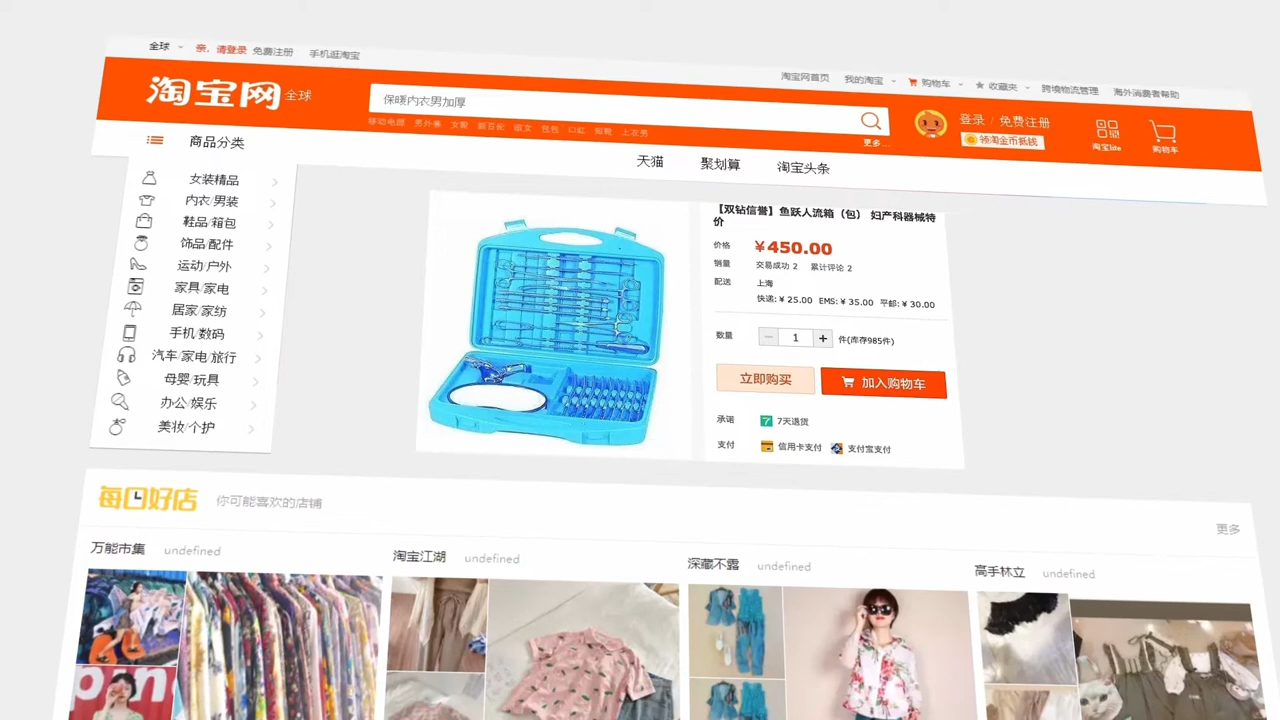 全球 亲，请登录 免费注册 手机逛淘宝
淘宝网首页 我的淘宝 购物车 收藏夹 跨境物流管理 海外消费者帮助
淘宝网 全球
保暖内衣男加厚
移动电源 男外套 女靴 包包 口红 短靴 上衣男
更多...
登录 / 免费注册
领淘金币抵钱
淘宝lite
购物车
商品分类
天猫 聚划算 淘宝头条
女装精品
内衣/男装
鞋品/箱包
饰品/配件
运动/户外
家具/家电
居家/家纺
手机/数码
汽车/家电/旅行
母婴/玩具
办公/娱乐
美妆/个护
【双钻信誉】鱼跃人流箱（包） 妇产科器械特
价
价格 ¥450.00
销量 交易成功 2 累计评论 2
配送 上海
快递: ¥ 25.00 EMS: ¥ 35.00 平邮: ¥ 30.00
数量 － 1 + 件(库存985件)
立即购买 加入购物车
承诺 7 7天退货
支付 信用卡支付 支付宝支付
每日好店 你可能喜欢的店铺
更多
万能市集 undefined
淘宝江湖 undefined
深藏不露 undefined
高手林立 undefined
pin